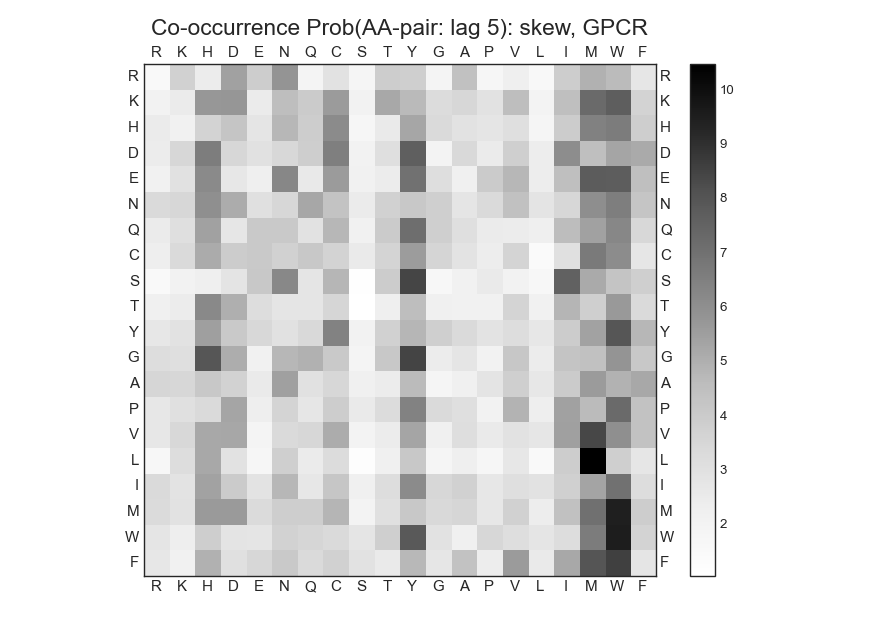 Co-occurrence Prob(AA-pair: lag 5): skew, GPCR
R K H D E N Q C S T Y G A P V L I M W F
R R
K K
H H
D D
E E
N N
Q Q
C C
S S
T T
Y Y
G G
A A
P P
V V
L L
I I
M M
W W
F F
R K H D E N Q C S T Y G A P V L I M W F
10
9
8
7
6
5
4
3
2